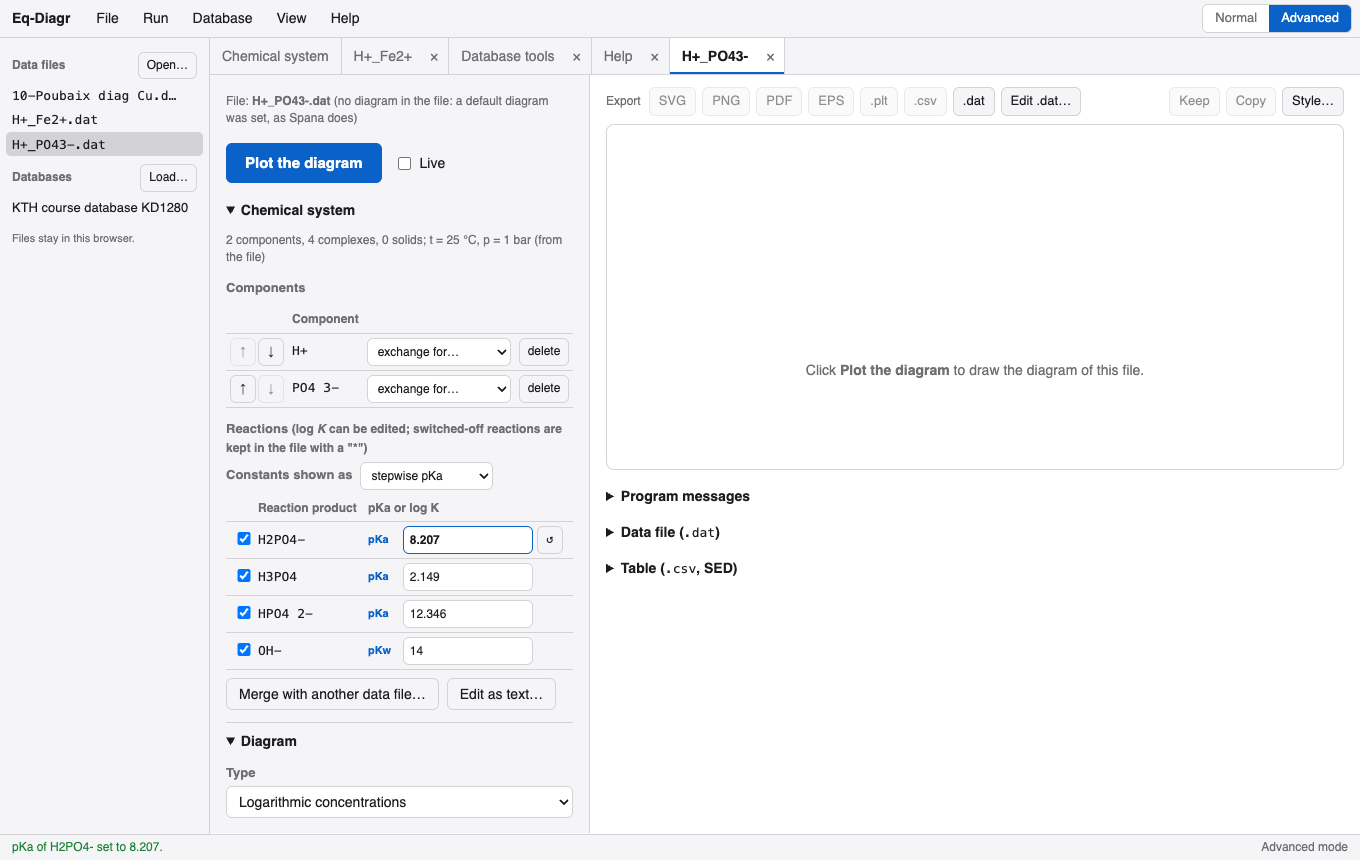 Eq-Diagr File Run Database View Help Normal Advanced
Data files Open...
10-Poubaix diag Cu.d…
H+_Fe2+.dat
H+_PO43-.dat
Databases Load...
KTH course database KD1280
Files stay in this browser.
Chemical system H+_Fe2+ × Database tools × Help × H+_PO43- ×
File: H+_PO43-.dat (no diagram in the file: a default diagram
was set, as Spana does)
Plot the diagram Live
▼ Chemical system
2 components, 4 complexes, 0 solids; t = 25 °C, p = 1 bar (from
the file)
Components
Component
↑ ↓ H+ exchange for... delete
↑ ↓ PO4 3- exchange for... delete
Reactions (log K can be edited; switched-off reactions are
kept in the file with a "*")
Constants shown as stepwise pKa
Reaction product pKa or log K
H2PO4- pKa 8.207 ↺
H3PO4 pKa 2.149
HPO4 2- pKa 12.346
OH- pKw 14
Merge with another data file... Edit as text...
▼ Diagram
Type
Logarithmic concentrations
Export SVG PNG PDF EPS .plt .csv .dat Edit .dat... Keep Copy Style...
Click Plot the diagram to draw the diagram of this file.
▶ Program messages
▶ Data file (.dat)
▶ Table (.csv, SED)
pKa of H2PO4- set to 8.207. Advanced mode